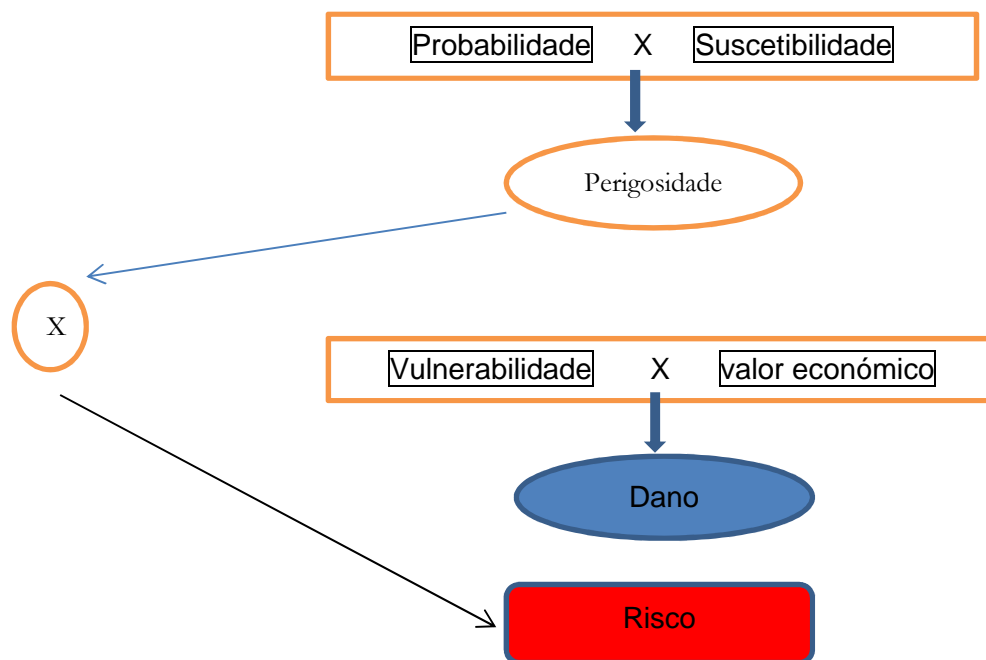 Probabilidade X Suscetibilidade
Perigosidade
X
Vulnerabilidade X valor económico
Dano
Risco